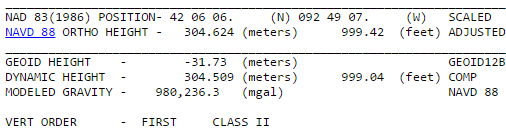 NAD 83(1986) POSITION- 42 06 06. (N) 092 49 07. (W) SCALED
NAVD 88 ORTHO HEIGHT - 304.624 (meters) 999.42 (feet) ADJUSTED
GEOID HEIGHT - -31.73 (meters) GEOID12B
DYNAMIC HEIGHT - 304.509 (meters) 999.04 (feet) COMP
MODELED GRAVITY - 980,236.3 (mgal) NAVD 88
VERT ORDER - FIRST CLASS II